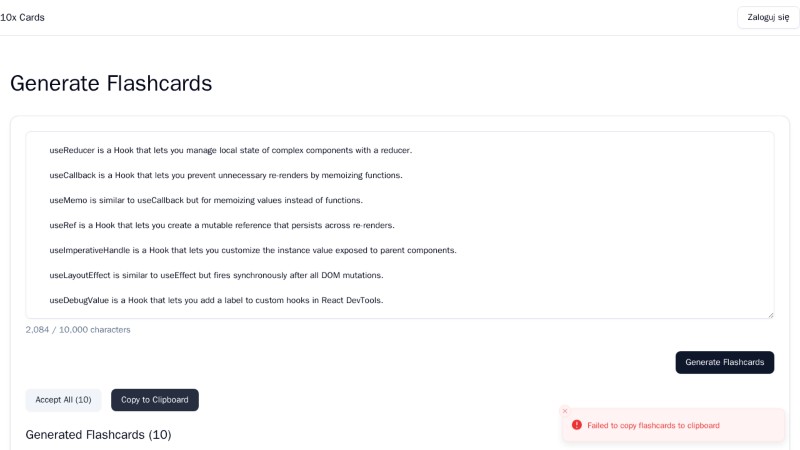 10x Cards
Zaloguj się
Generate Flashcards
useReducer is a Hook that lets you manage local state of complex components with a reducer.
useCallback is a Hook that lets you prevent unnecessary re-renders by memoizing functions.
useMemo is similar to useCallback but for memoizing values instead of functions.
useRef is a Hook that lets you create a mutable reference that persists across re-renders.
useImperativeHandle is a Hook that lets you customize the instance value exposed to parent components.
useLayoutEffect is similar to useEffect but fires synchronously after all DOM mutations.
useDebugValue is a Hook that lets you add a label to custom hooks in React DevTools.
2,084 / 10,000 characters
Generate Flashcards
Accept All (10)
Copy to Clipboard
Failed to copy flashcards to clipboard
Generated Flashcards (10)